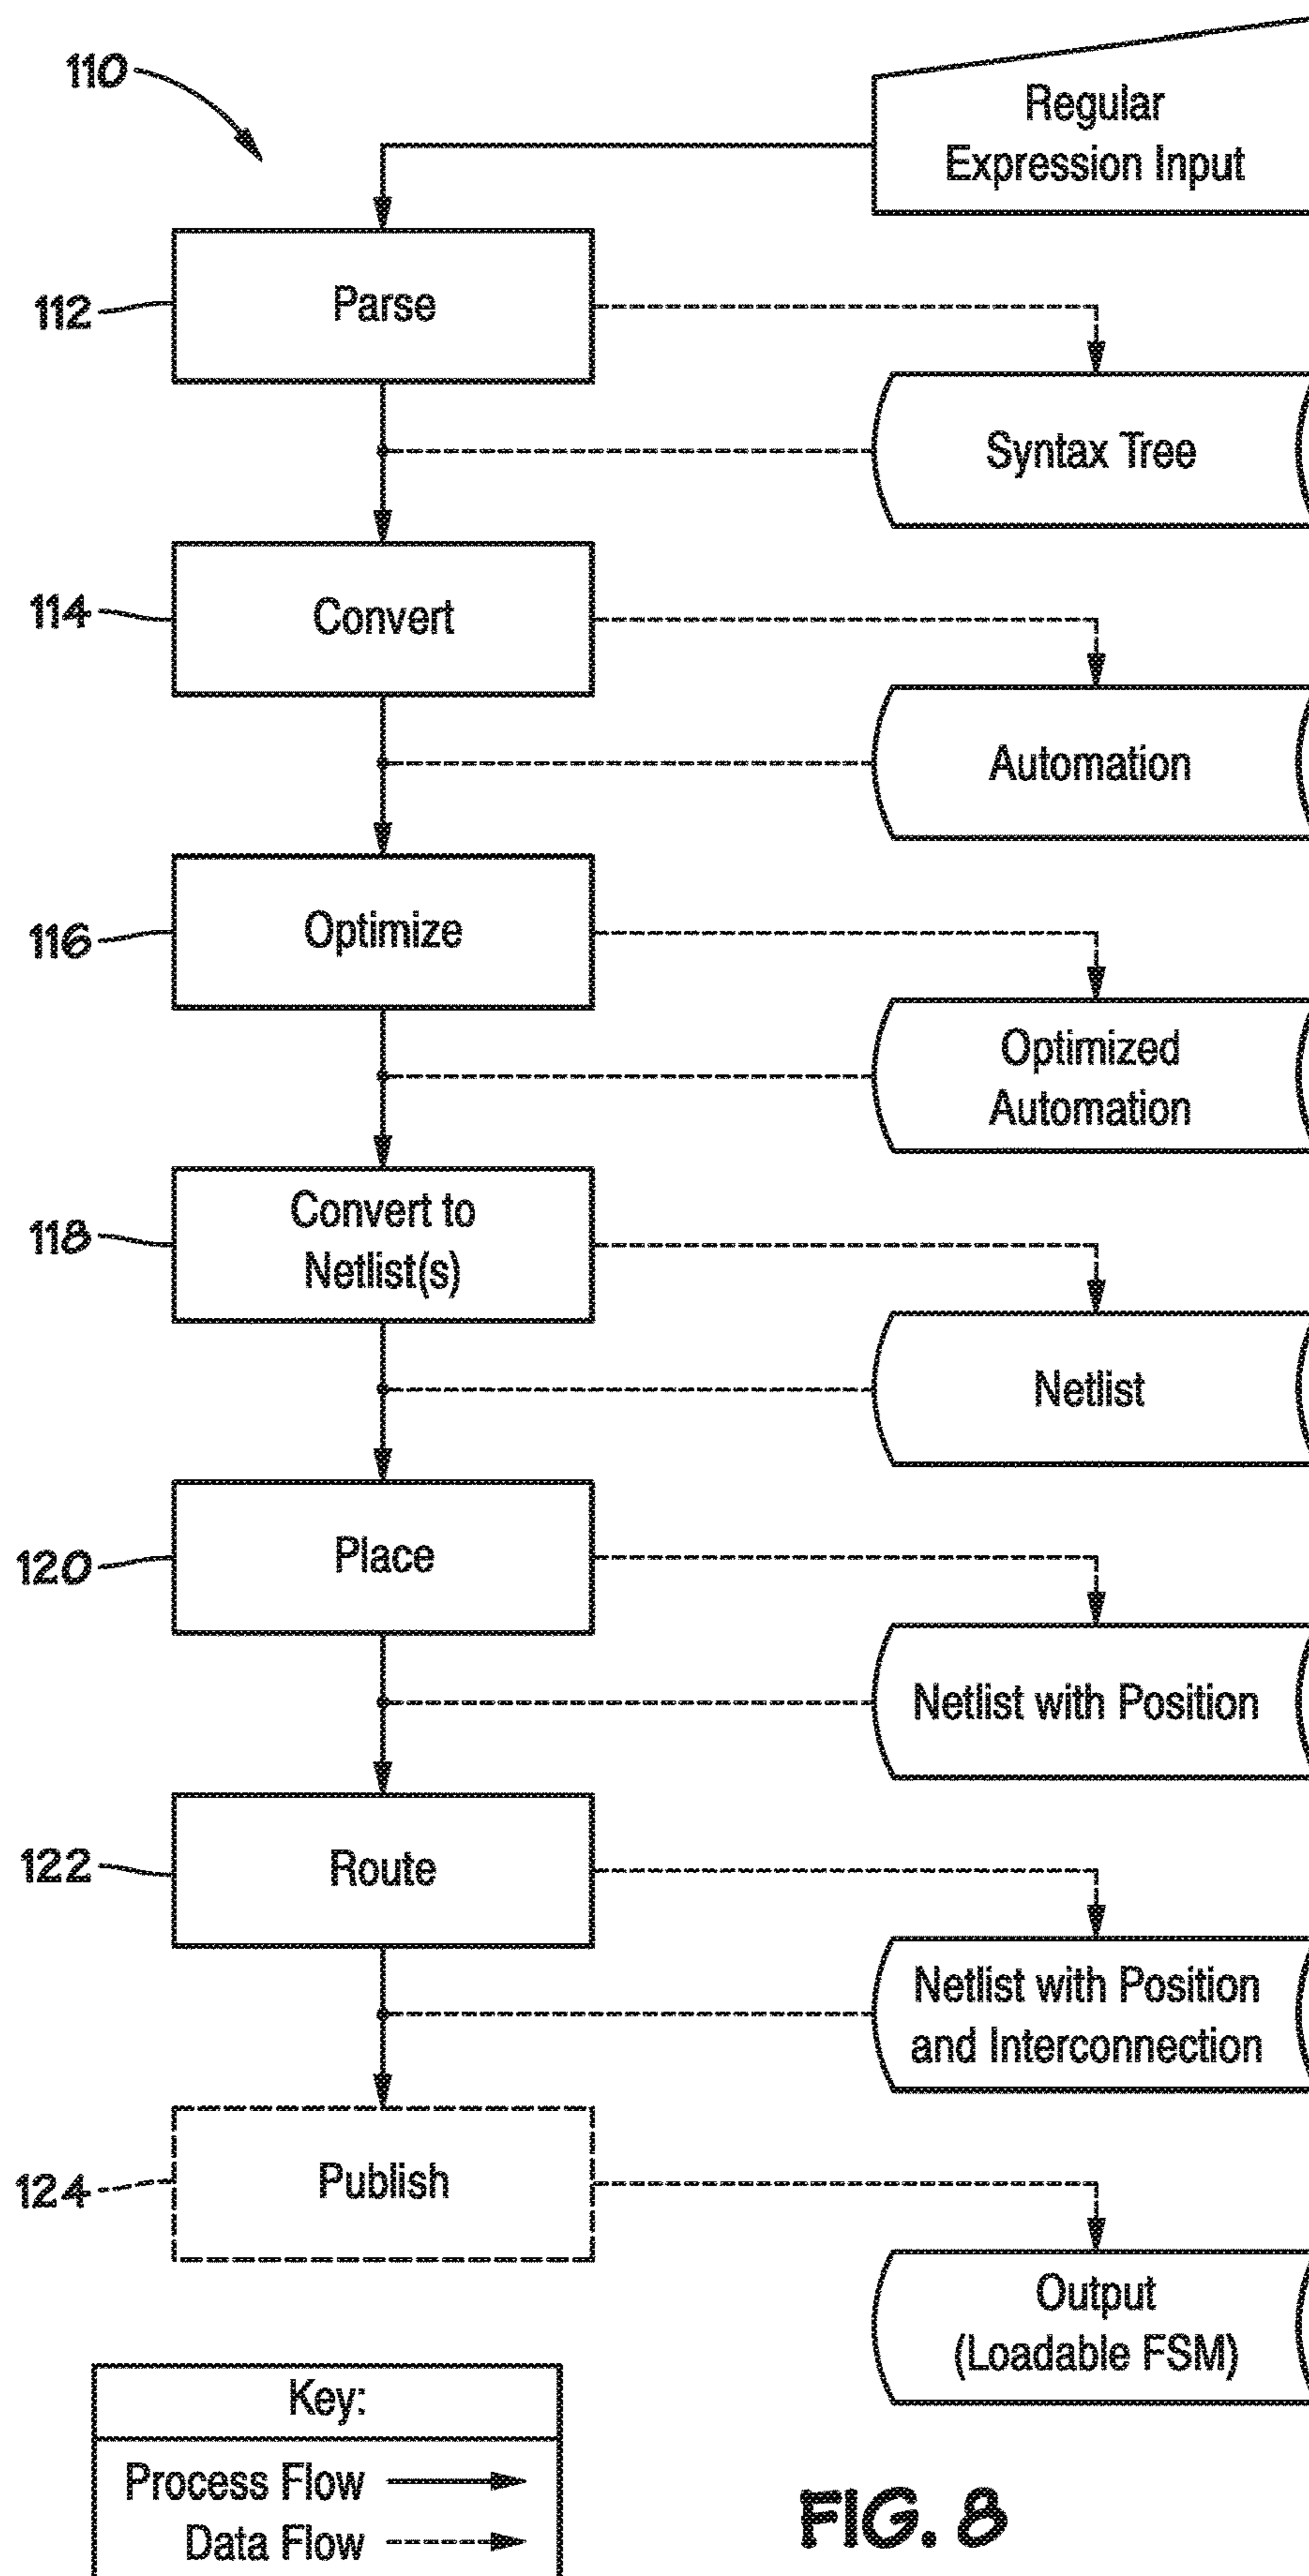 110
Regular
Expression Input
112
Parse
Syntax Tree
114
Convert
Automation
116
Optimize
Optimized
Automation
118
Convert to
Netlist(s)
Netlist
120
Place
Netlist with Position
122
Route
Netlist with Position
and Interconnection
124
Publish
Output
(Loadable FSM)
Key:
Process Flow
Data Flow
FIG. 8